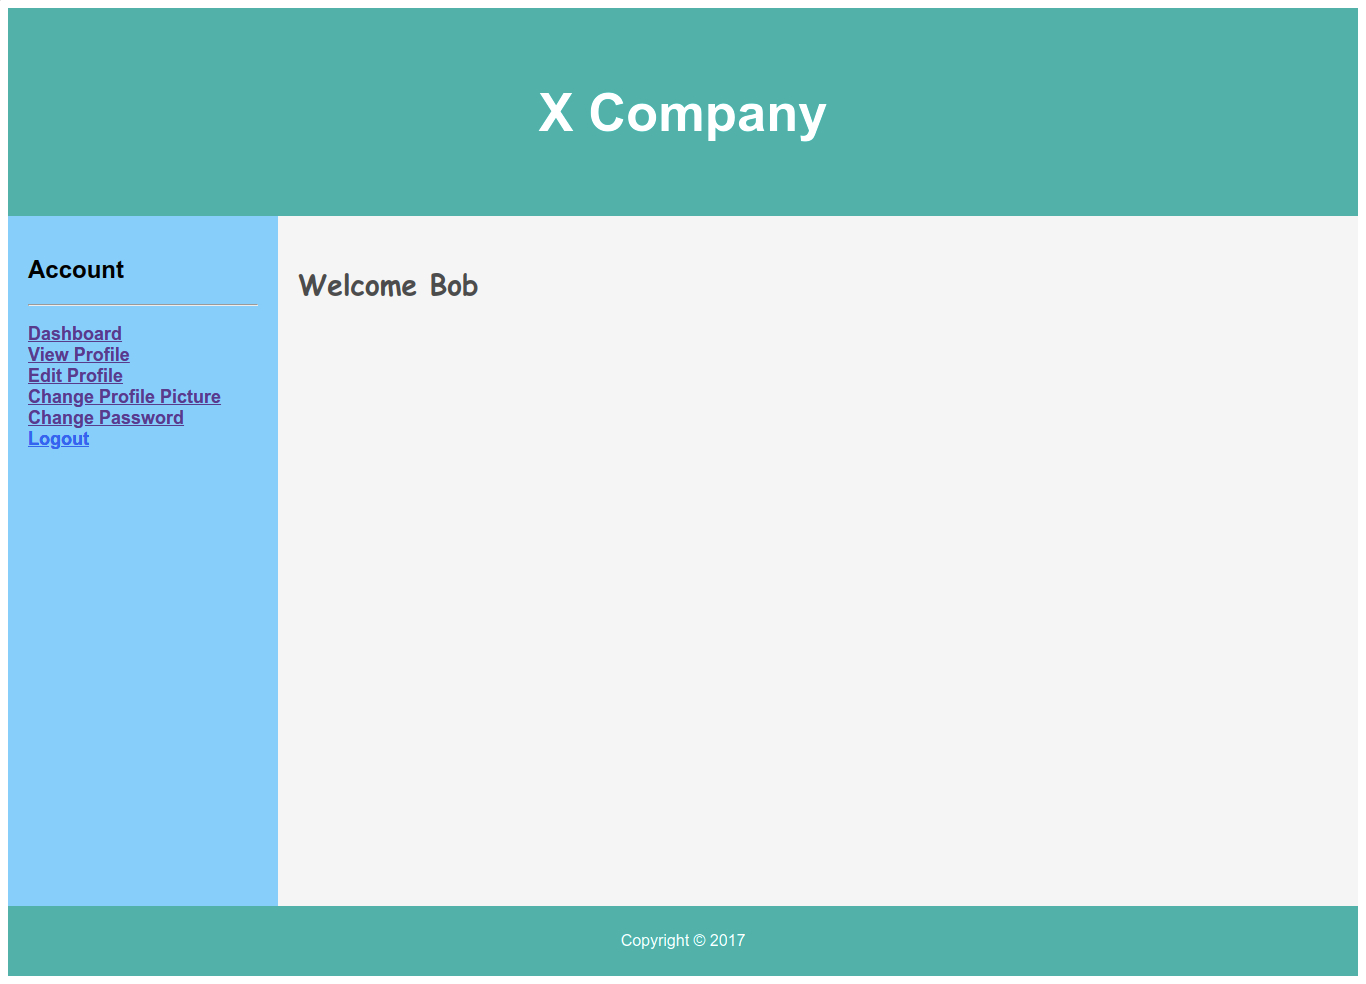 X Company
Account
Welcome Bob
Dashboard
View Profile
Edit Profile
Change Profile Picture
Change Password
Logout
Copyright © 2017